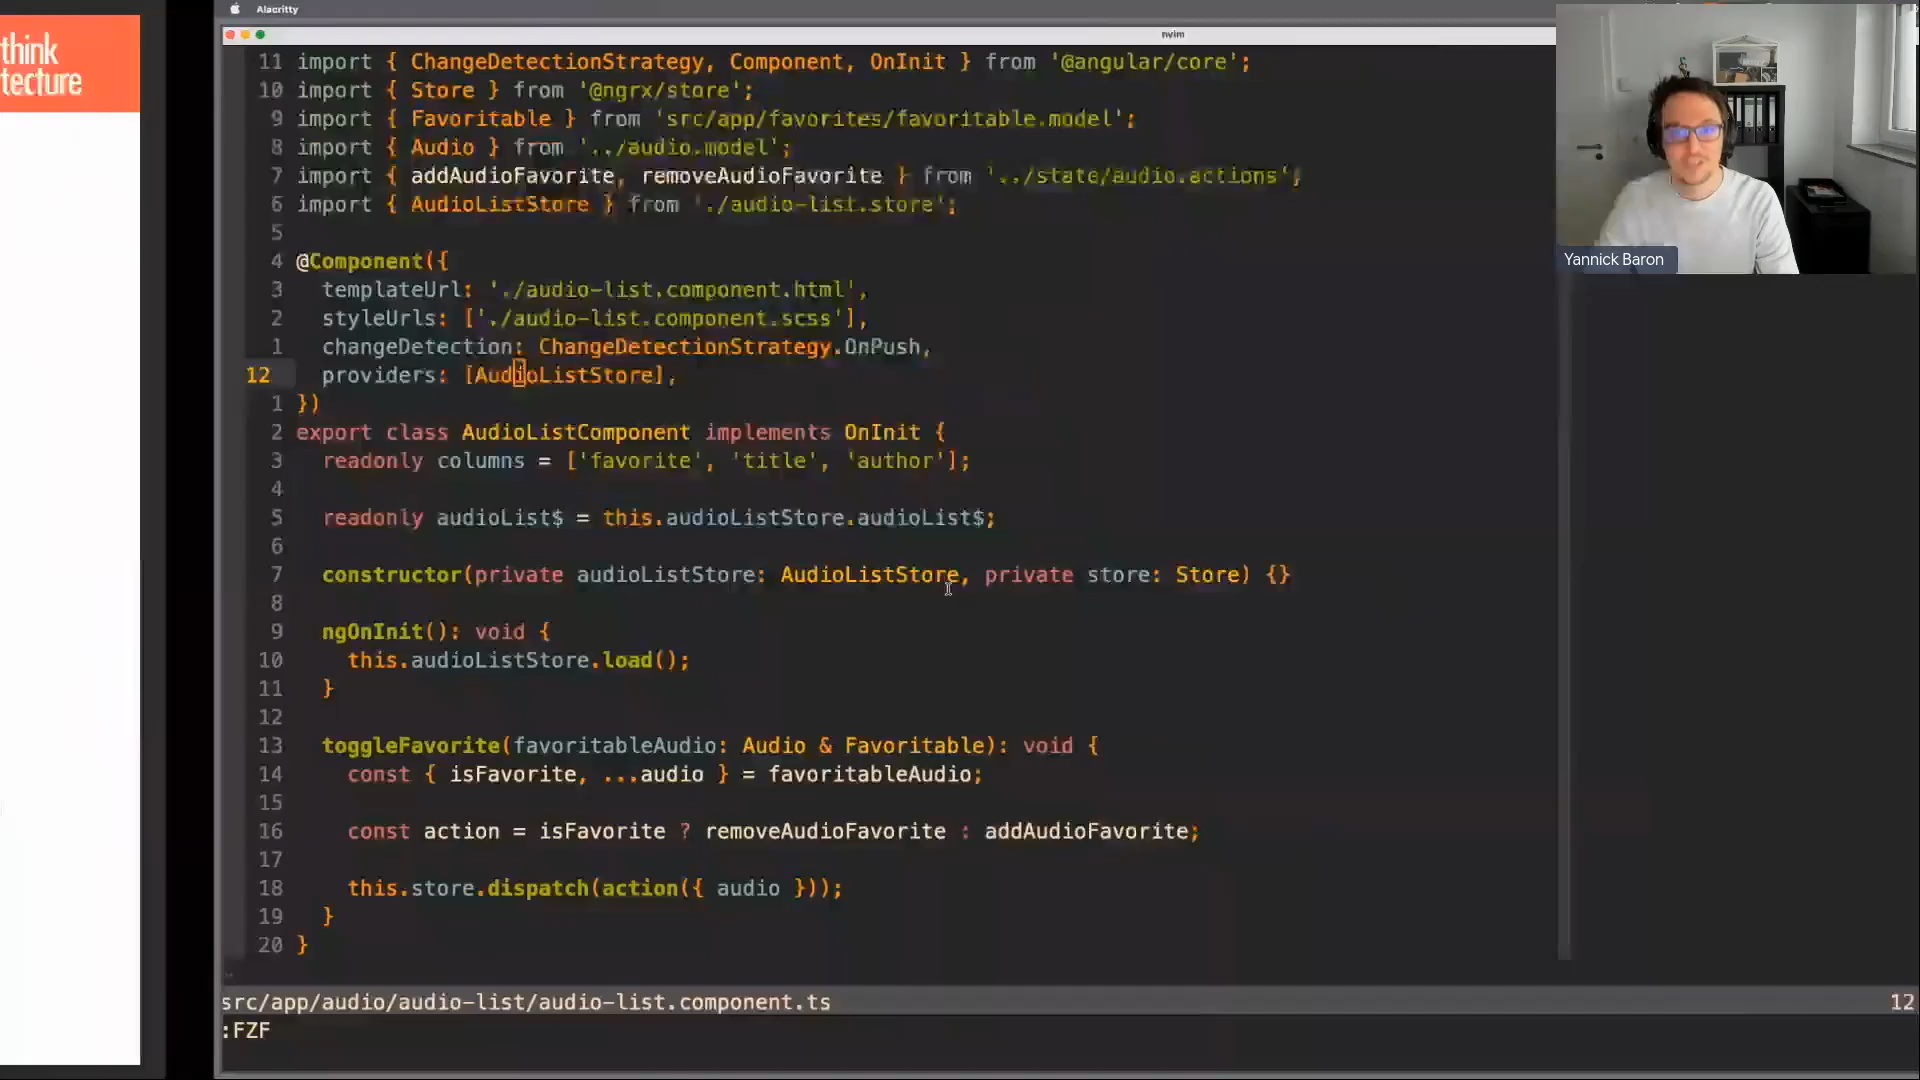 Alacritty
think
tecture
nvim
11 import { ChangeDetectionStrategy, Component, OnInit } from '@angular/core';
10 import { Store } from '@ngrx/store';
9 import { Favoritable } from 'src/app/favorites/favoritable.model';
8 import { Audio } from '../audio.model';
7 import { addAudioFavorite, removeAudioFavorite } from '../state/audio.actions';
6 import { AudioListStore } from './audio-list.store';
5
4 @Component({
3 templateUrl: './audio-list.component.html',
2 styleUrls: ['./audio-list.component.scss'],
1 changeDetection: ChangeDetectionStrategy.OnPush,
12 providers: [AudioListStore],
1 })
2 export class AudioListComponent implements OnInit {
3 readonly columns = ['favorite', 'title', 'author'];
4
5 readonly audioList$ = this.audioListStore.audioList$;
6
7 constructor(private audioListStore: AudioListStore, private store: Store) {}
8
9 ngOnInit(): void {
10 this.audioListStore.load();
11 }
12
13 toggleFavorite(favoritableAudio: Audio & Favoritable): void {
14 const { isFavorite, ...audio } = favoritableAudio;
15
16 const action = isFavorite ? removeAudioFavorite : addAudioFavorite;
17
18 this.store.dispatch(action({ audio }));
19 }
20 }
src/app/audio/audio-list/audio-list.component.ts 12
:FZF
Yannick Baron